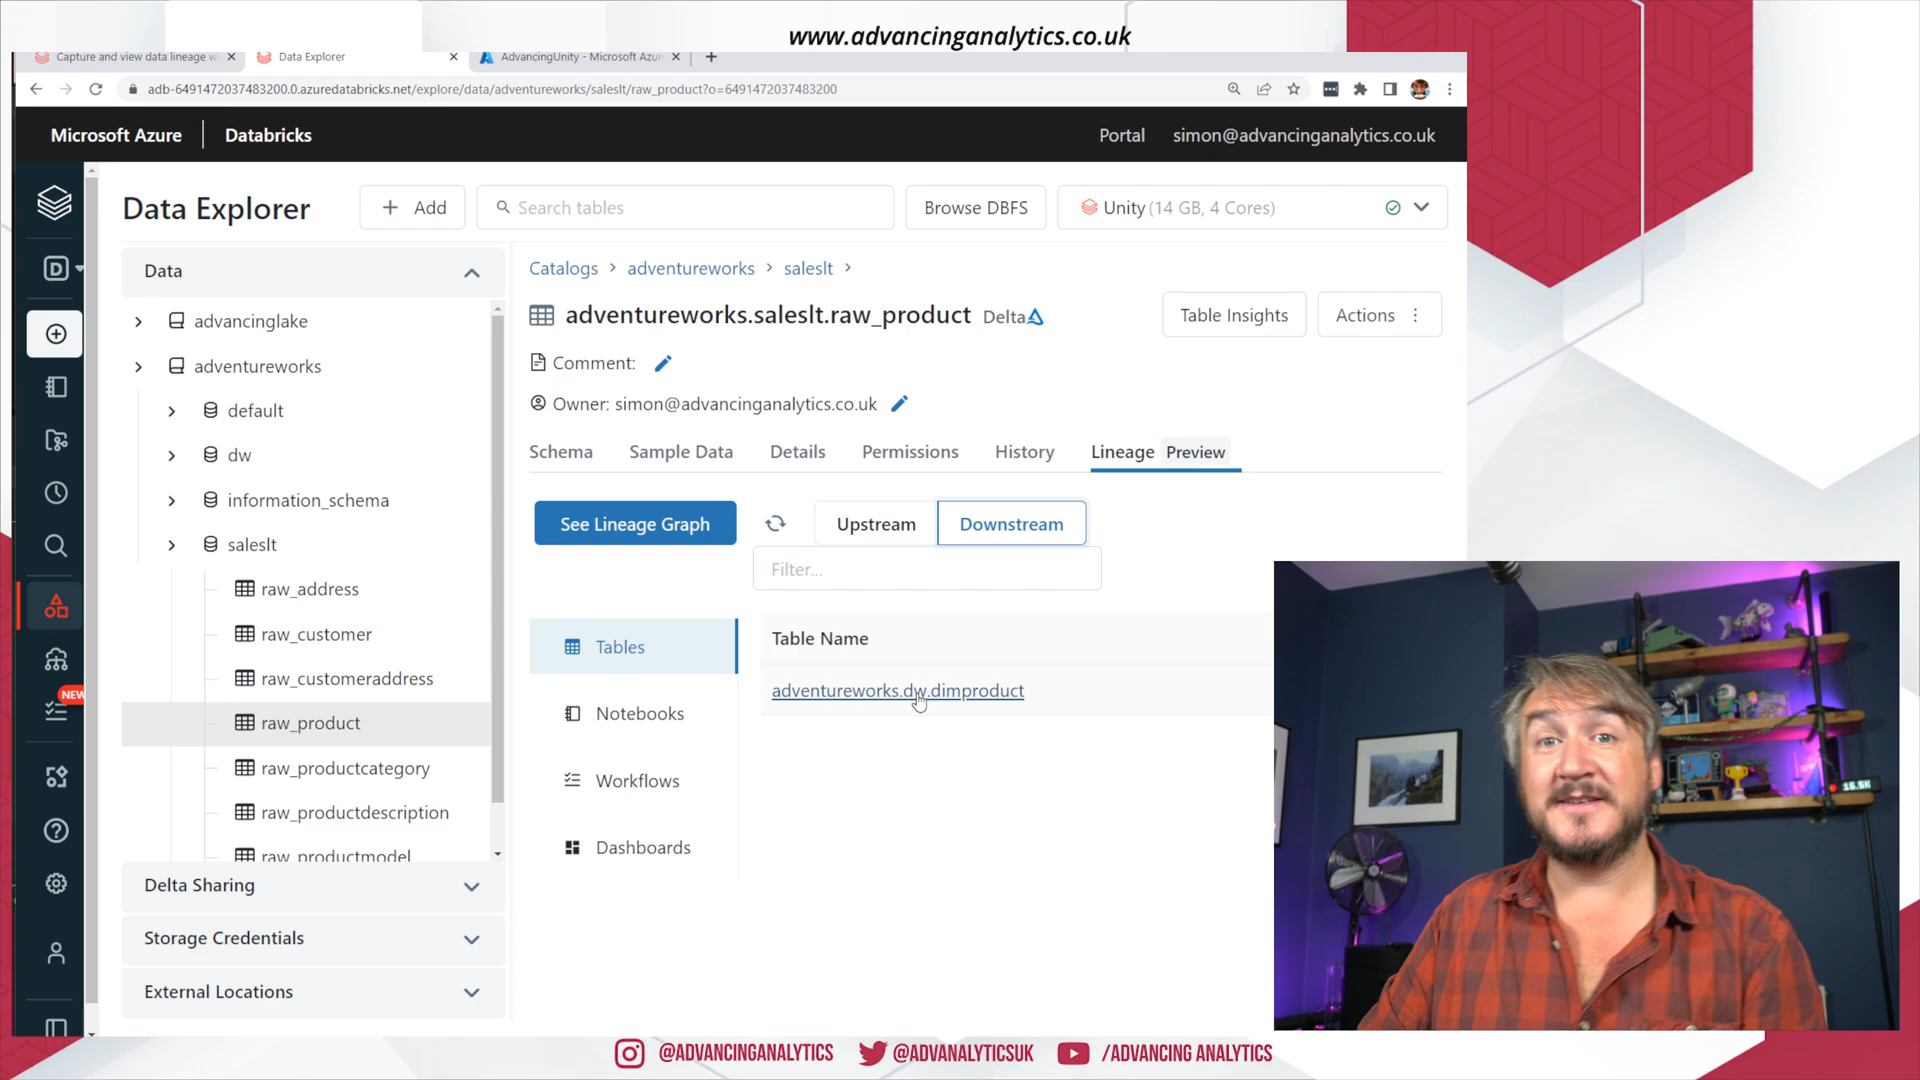 www.advancinganalytics.co.uk
Capture and view data lineage w
Data Explorer
AdvancingUnity - Microsoft Azur
adb-6491472037483200.0.azuredatabricks.net/explore/data/adventureworks/saleslt/raw_product?o=6491472037483200
Microsoft Azure
Databricks
Portal
simon@advancinganalytics.co.uk
Data Explorer
+ Add
Search tables
Browse DBFS
Unity (14 GB, 4 Cores)
D
NEW
Data
advancinglake
adventureworks
default
dw
information_schema
saleslt
raw_address
raw_customer
raw_customeraddress
raw_product
raw_productcategory
raw_productdescription
raw_productmodel
Delta Sharing
Storage Credentials
External Locations
Catalogs > adventureworks > saleslt >
adventureworks.saleslt.raw_product
Delta
Table Insights
Actions
Comment:
Owner: simon@advancinganalytics.co.uk
Schema
Sample Data
Details
Permissions
History
Lineage
Preview
See Lineage Graph
Upstream
Downstream
Filter...
Tables
Notebooks
Workflows
Dashboards
Table Name
adventureworks.dw.dimproduct
16.5K
@ADVANCINGANALYTICS
@ADVANALYTICSUK
/ADVANCING ANALYTICS